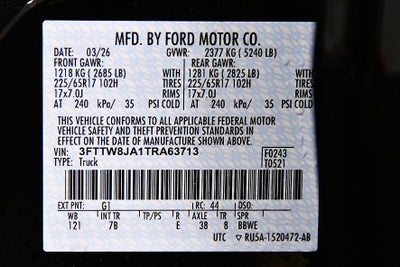 MFD. BY FORD MOTOR CO.
DATE: 03/26 GVWR: 2377 KG ( 5240 LB)
FRONT GAWR: REAR GAWR:
1218 KG ( 2685 LB) WITH 1281 KG ( 2825 LB) WITH
225/65R17 102H TIRES 225/65R17 102H TIRES
17x7.0J RIMS 17x7.0J RIMS
AT 240 kPa/ 35 PSI COLD AT 240 kPa/ 35 PSI COLD
THIS VEHICLE CONFORMS TO ALL APPLICABLE FEDERAL MOTOR
VEHICLE SAFETY AND THEFT PREVENTION STANDARDS IN
EFFECT ON THE DATE OF MANUFACTURE SHOWN ABOVE.
VIN: 3FTTW8JA1TRA63713 F0243
TYPE: Truck T0521
EXT PNT: G1 RC: 44 DSO:
WB INT TR TP/PS R AXLE TR SPR
121 7B E 38 8 BBWE
UTC ▽ RU5A-1520472-AB